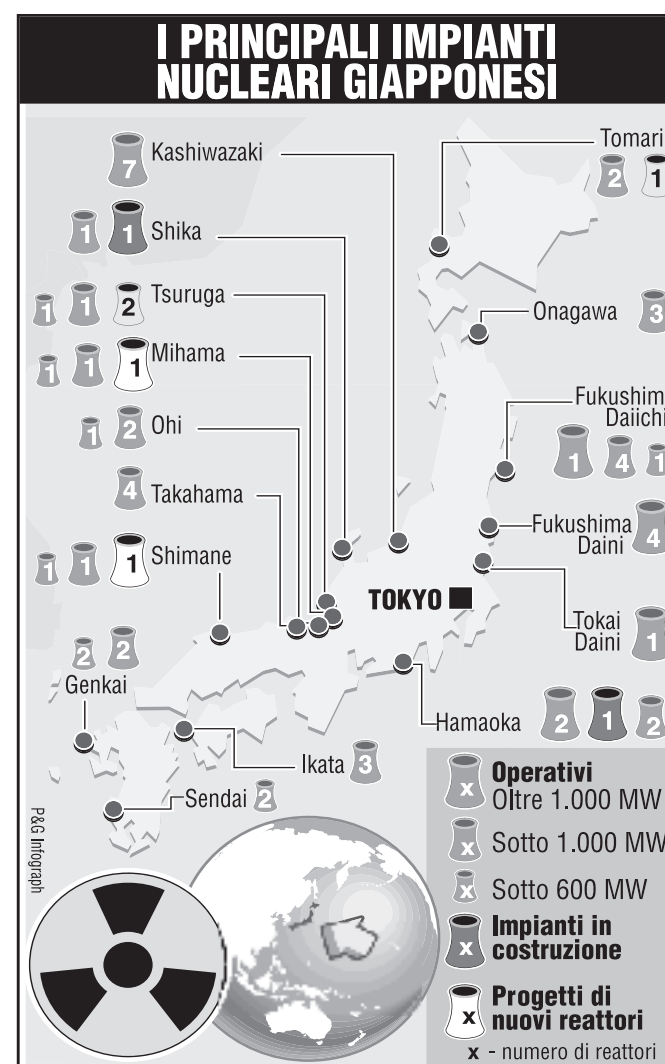 I PRINCIPALI IMPIANTI
NUCLEARI GIAPPONESI
7 Kashiwazaki
1 1 Shika
1 1 2 Tsuruga
1 1 1 Mihama
1 2 Ohi
4 Takahama
1 1 1 Shimane
2 2
Genkai
Tomari
2 1
Onagawa 3
Fukushim
Daiichi
1 4 1
Fukushima
Daini 4
Tokai
Daini 1
TOKYO
Hamaoka 2 1 2
Ikata 3
Sendai 2
P&G Infograph
x Operativi
Oltre 1.000 MW
x Sotto 1.000 MW
x Sotto 600 MW
x Impianti in
costruzione
x Progetti di
nuovi reattori
x - numero di reattori